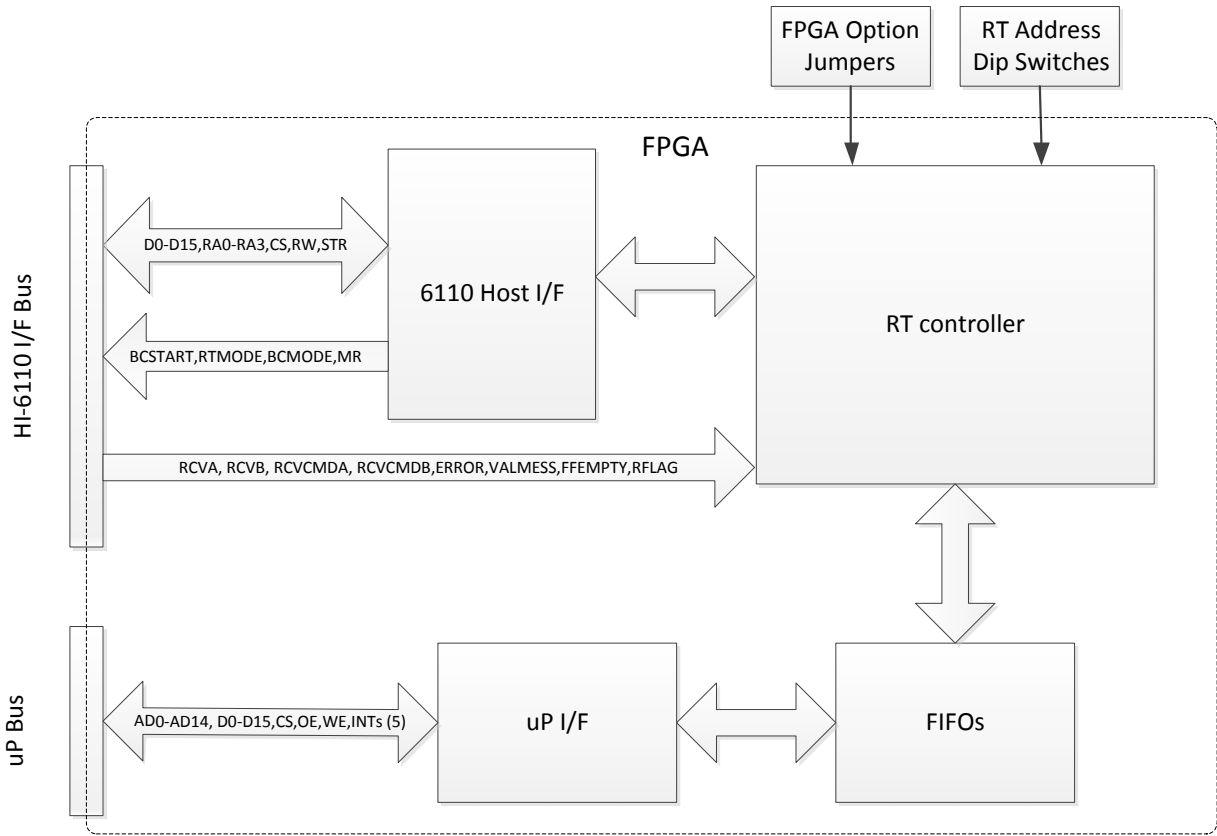 FPGA Option
Jumpers
RT Address
Dip Switches
FPGA
HI-6110 I/F Bus
D0-D15,RA0-RA3,CS,RW,STR
6110 Host I/F
RT controller
BCSTART,RTMODE,BCMODE,MR
RCVA, RCVB, RCVCMDA, RCVCMDB,ERROR,VALMESS,FFEMPTY,RFLAG
uP Bus
AD0-AD14, D0-D15,CS,OE,WE,INTs (5)
uP I/F
FIFOs